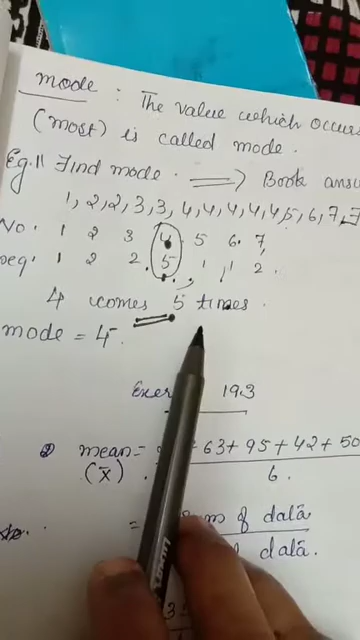 mode : The value which occurs
(most) is called mode.
Eg.1| Find mode. => Book ans
1, 2, 2, 3, 3, 4, 4, 4, 4, 4, 5, 6, 7, 7
No: 1 2 3 4 5 6 7,
eq: 1 2 2 5 1 1 2
4 comes 5 times.
mode = 4.
Exer 19.3
mean = + 63 + 95 + 42 + 50
(x̄) 6.
= m of data
data.